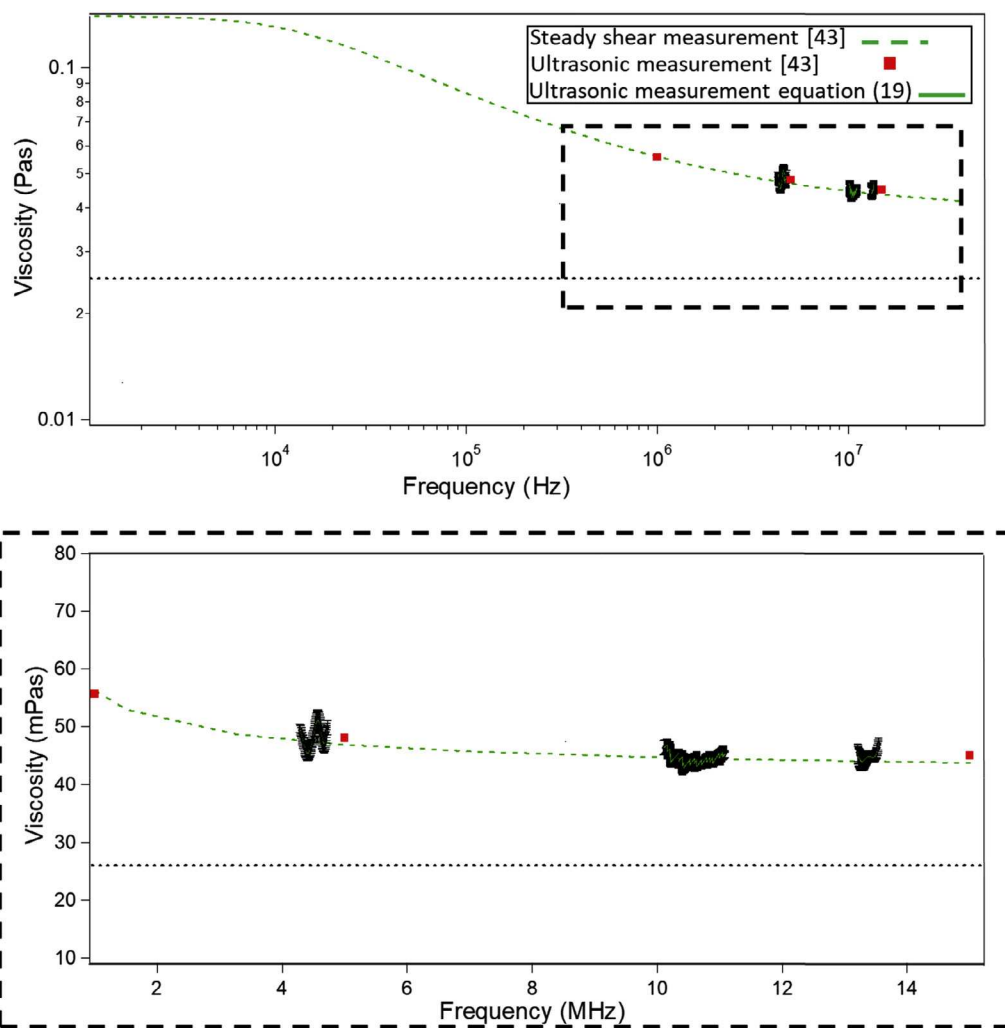 Steady shear measurement [43]
Ultrasonic measurement [43]
Ultrasonic measurement equation (19)
0.1
9
8
7
6
5
4
3
2
0.01
Viscosity (Pas)
10⁴ 10⁵ 10⁶ 10⁷
Frequency (Hz)
80
70
60
50
40
30
20
10
Viscosity (mPas)
2 4 6 8 10 12 14
Frequency (MHz)